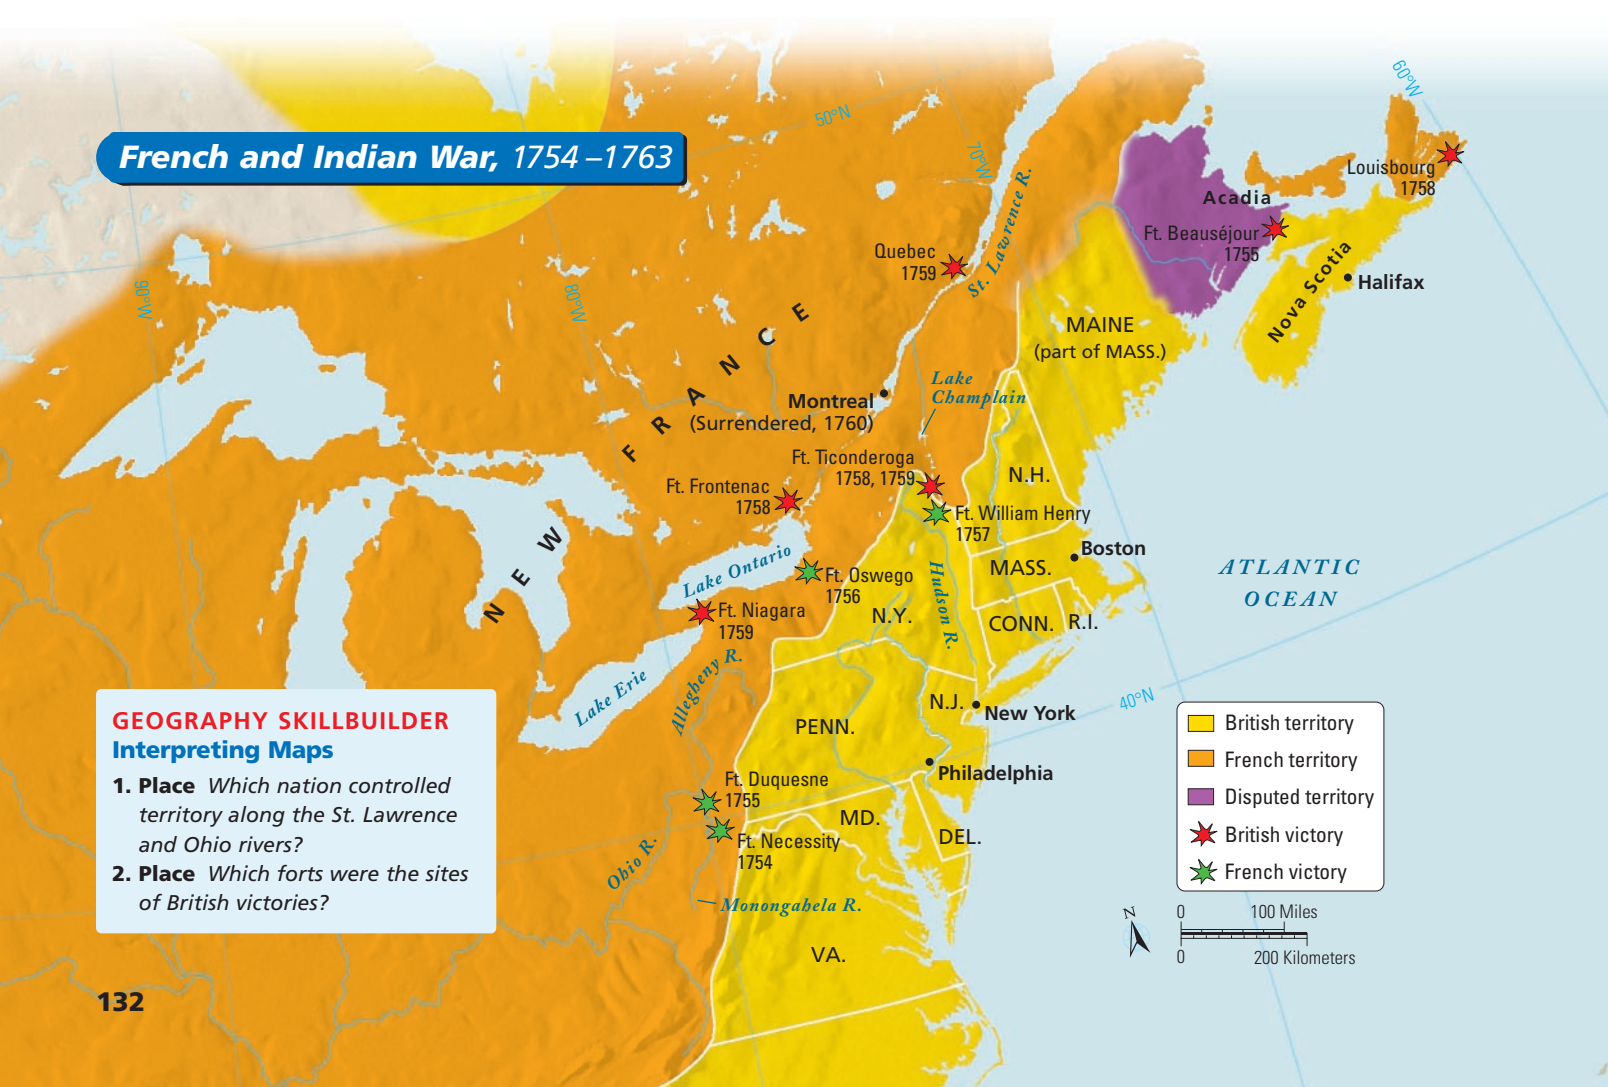 French and Indian War, 1754–1763
50°N
60°W
70°W
80°W
90°W
40°N
Louisbourg
1758
Acadia
Ft. Beauséjour
1755
Nova Scotia
Halifax
Quebec
1759
St. Lawrence R.
MAINE
(part of MASS.)
NEW FRANCE
Lake
Champlain
Montreal
(Surrendered, 1760)
Ft. Ticonderoga
1758, 1759
Ft. Frontenac
1758
N.H.
Ft. William Henry
1757
Boston
MASS.
Lake Ontario
Ft. Oswego
1756
Hudson R.
N.Y.
CONN.
R.I.
Ft. Niagara
1759
ATLANTIC
OCEAN
Allegheny R.
Lake Erie
N.J.
New York
PENN.
Philadelphia
Ft. Duquesne
1755
MD.
DEL.
Ft. Necessity
1754
Ohio R.
Monongahela R.
VA.
GEOGRAPHY SKILLBUILDER
Interpreting Maps
1. Place Which nation controlled
territory along the St. Lawrence
and Ohio rivers?
2. Place Which forts were the sites
of British victories?
British territory
French territory
Disputed territory
British victory
French victory
N
0 100 Miles
0 200 Kilometers
132